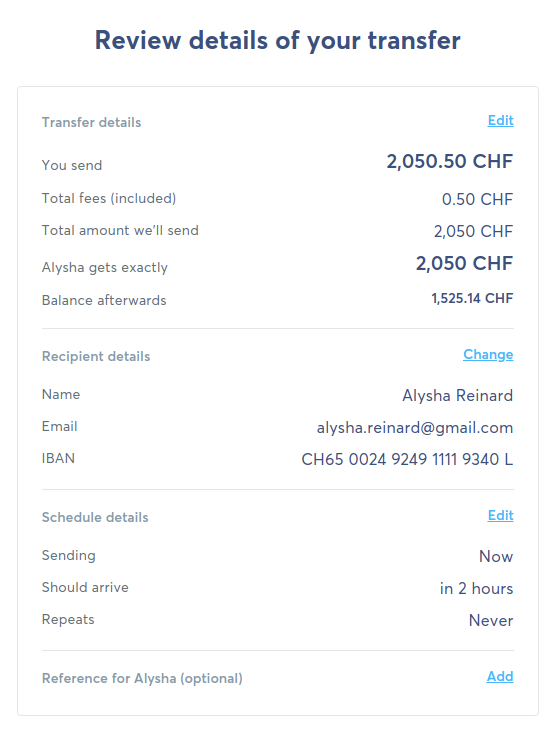 Review details of your transfer
Transfer details Edit
You send 2,050.50 CHF
Total fees (included) 0.50 CHF
Total amount we'll send 2,050 CHF
Alysha gets exactly 2,050 CHF
Balance afterwards 1,525.14 CHF
Recipient details Change
Name Alysha Reinard
Email alysha.reinard@gmail.com
IBAN CH65 0024 9249 1111 9340 L
Schedule details Edit
Sending Now
Should arrive in 2 hours
Repeats Never
Reference for Alysha (optional) Add